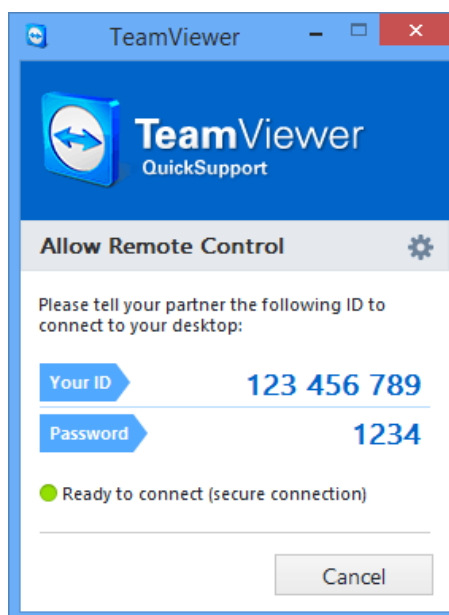 TeamViewer
TeamViewer
QuickSupport
Allow Remote Control
Please tell your partner the following ID to
connect to your desktop:
Your ID 123 456 789
Password 1234
Ready to connect (secure connection)
Cancel